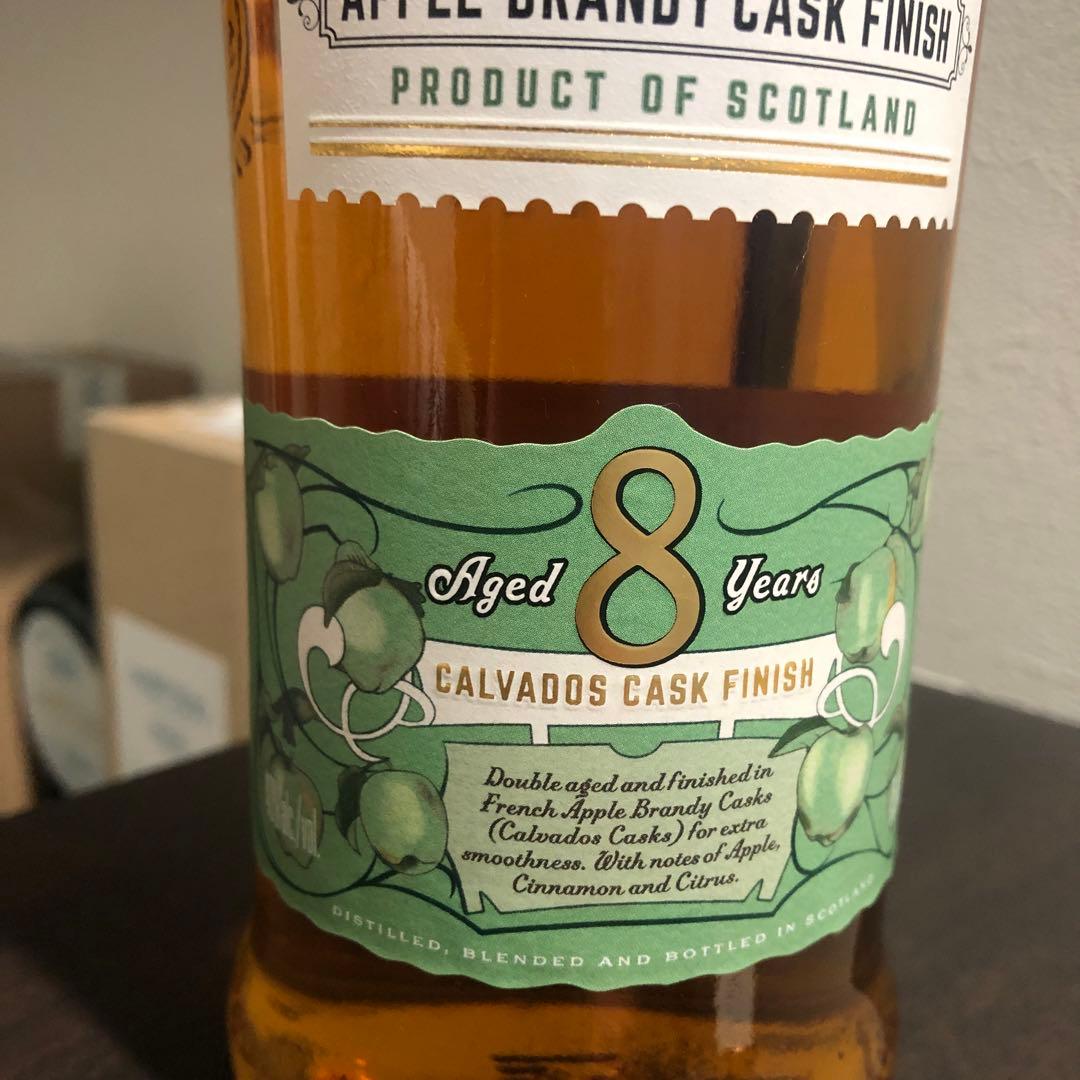 APPLE BRANDY CASK FINISH
PRODUCT OF SCOTLAND
8
Aged Years
CALVADOS CASK FINISH
Double aged and finished in
French Apple Brandy Casks
(Calvados Casks) for extra
smoothness. With notes of Apple,
Cinnamon and Citrus.
DISTILLED, BLENDED AND BOTTLED IN SCOTLAND